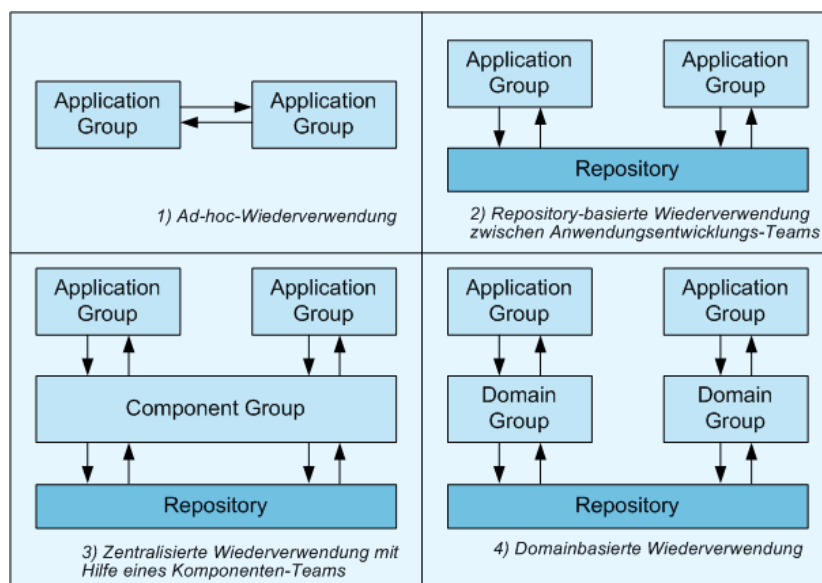 Application
Group
Application
Group
1) Ad-hoc-Wiederverwendung
Application
Group
Application
Group
Repository
2) Repository-basierte Wiederverwendung
zwischen Anwendungsentwicklungs-Teams
Application
Group
Application
Group
Component Group
Repository
3) Zentralisierte Wiederverwendung mit
Hilfe eines Komponenten-Teams
Application
Group
Application
Group
Domain
Group
Domain
Group
Repository
4) Domainbasierte Wiederverwendung